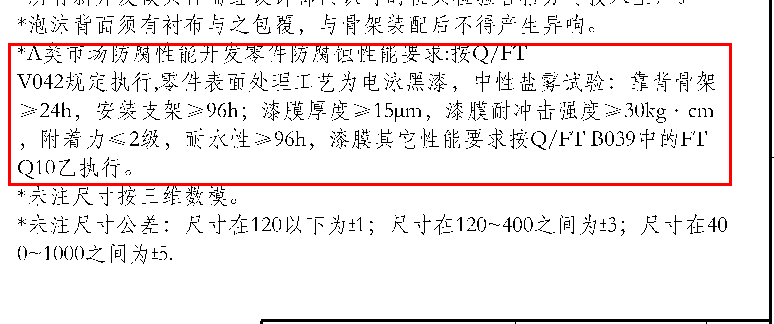 *泡沫背面须有衬布与之包覆，与骨架装配后不得产生异响。
*A类市场防腐性能开发零件防腐蚀性能要求:按Q/FT
V042规定执行,零件表面处理工艺为电泳黑漆，中性盐雾试验：靠背骨架
≥24h，安装支架≥96h；漆膜厚度≥15μm，漆膜耐冲击强度≥30kg·cm
，附着力≤2级，耐水性≥96h，漆膜其它性能要求按Q/FT B039中的FT
Q10乙执行。
*未注尺寸按三维数模。
*未注尺寸公差：尺寸在120以下为±1；尺寸在120~400之间为±3；尺寸在40
0~1000之间为±5.